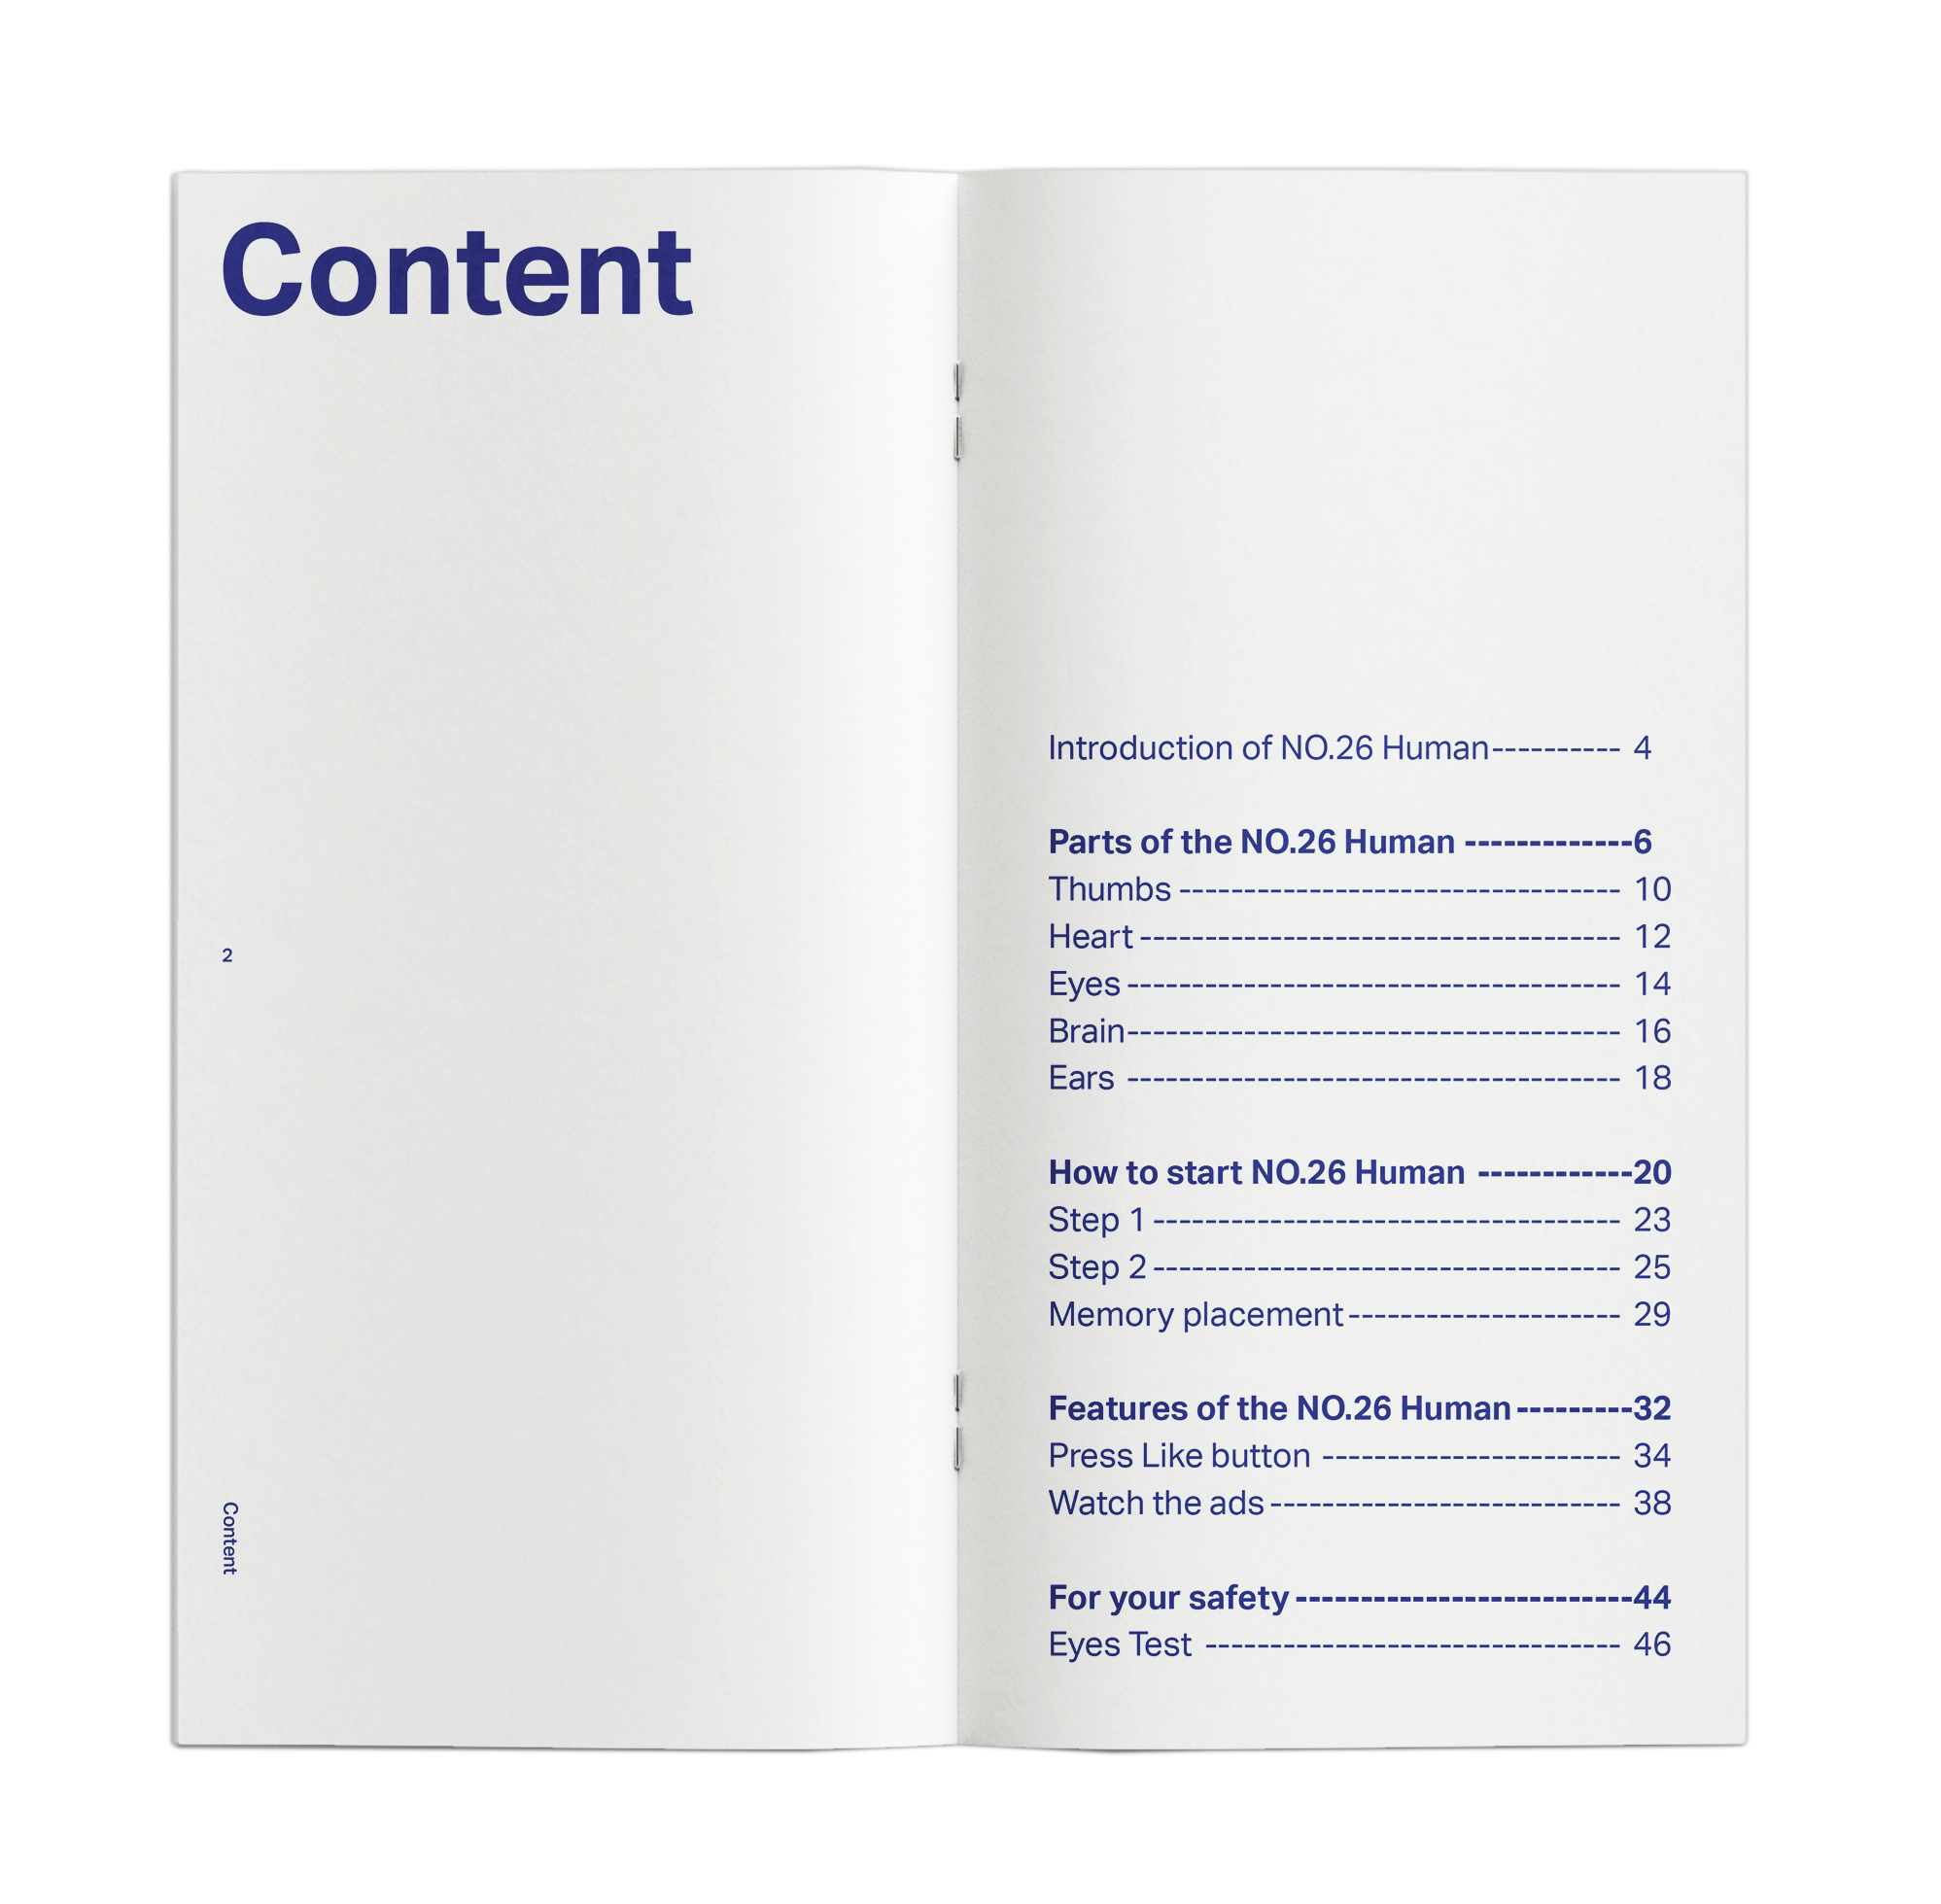 Content
2
Content
Introduction of NO.26 Human---------- 4
Parts of the NO.26 Human -------------6
Thumbs ---------------------------------- 10
Heart ------------------------------------- 12
Eyes -------------------------------------- 14
Brain-------------------------------------- 16
Ears -------------------------------------- 18
How to start NO.26 Human ------------20
Step 1 ------------------------------------ 23
Step 2 ------------------------------------ 25
Memory placement--------------------- 29
Features of the NO.26 Human ---------32
Press Like button ----------------------- 34
Watch the ads --------------------------- 38
For your safety --------------------------44
Eyes Test -------------------------------- 46